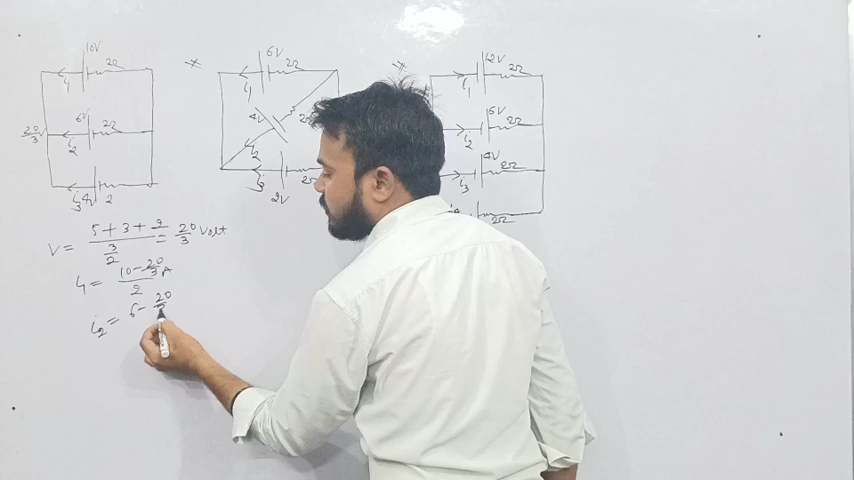 10V
2Ω
i1
6V
2Ω
i2
20/3 V
4V
2
i3
*
6V
2Ω
i1
4V
2Ω
i2
i3
2V
2Ω
*
12V
2Ω
i1
6V
2Ω
i2
4V
2Ω
i3
2Ω
V = (5 + 3 + 2) / (3/2) = 20/3 Volt
i1 = (10 - 20/3) / 2 A
i2 = 6 - 20